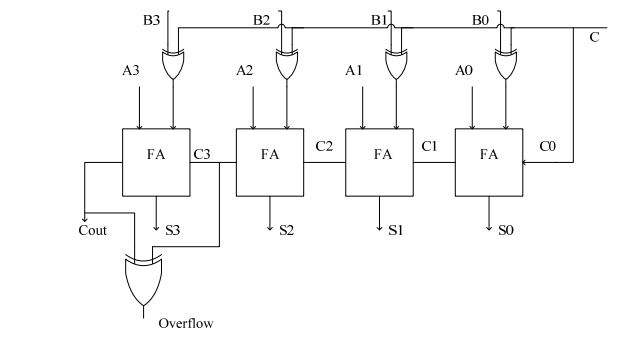 B3 B2 B1 B0
C
A3 A2 A1 A0
FA C3 FA C2 FA C1 FA C0
Cout S3 S2 S1 S0
Overflow